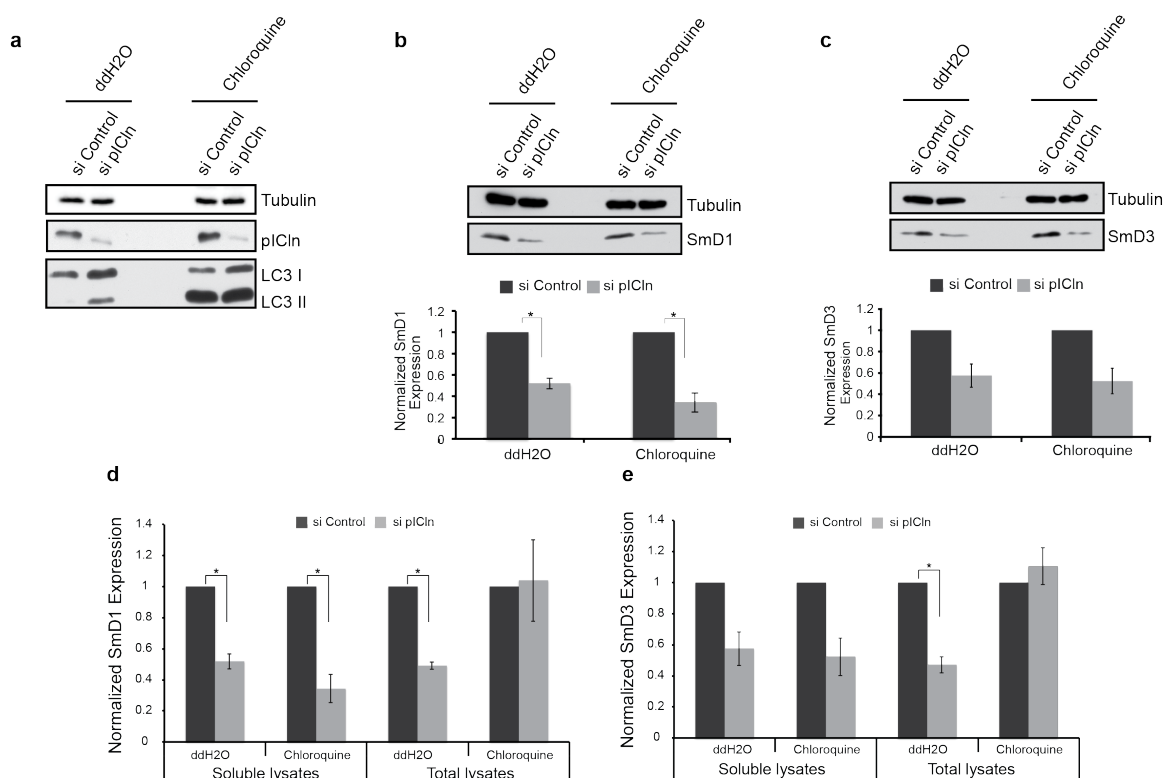 a
ddH2O
Chloroquine
si Control
si pICln
si Control
si pICln
Tubulin
pICln
LC3 I
LC3 II
b
ddH2O
Chloroquine
si Control
si pICln
si Control
si pICln
Tubulin
SmD1
si Control si pICln
Normalized SmD1
Expression
1.2
1
0.8
0.6
0.4
0.2
0
*
*
ddH2O Chloroquine
c
ddH2O
Chloroquine
si Control
si pICln
si Control
si pICln
Tubulin
SmD3
si Control si pICln
Normalized SmD3
Expression
1.2
1
0.8
0.6
0.4
0.2
0
ddH2O Chloroquine
d
si Control si pICln
Normalized SmD1 Expression
1.4
1.2
1
0.8
0.6
0.4
0.2
0
*
*
*
ddH2O Chloroquine ddH2O Chloroquine
Soluble lysates Total lysates
e
si Control si pICln
Normalized SmD3 Expression
1.4
1.2
1
0.8
0.6
0.4
0.2
0
*
ddH2O Chloroquine ddH2O Chloroquine
Soluble lysates Total lysates